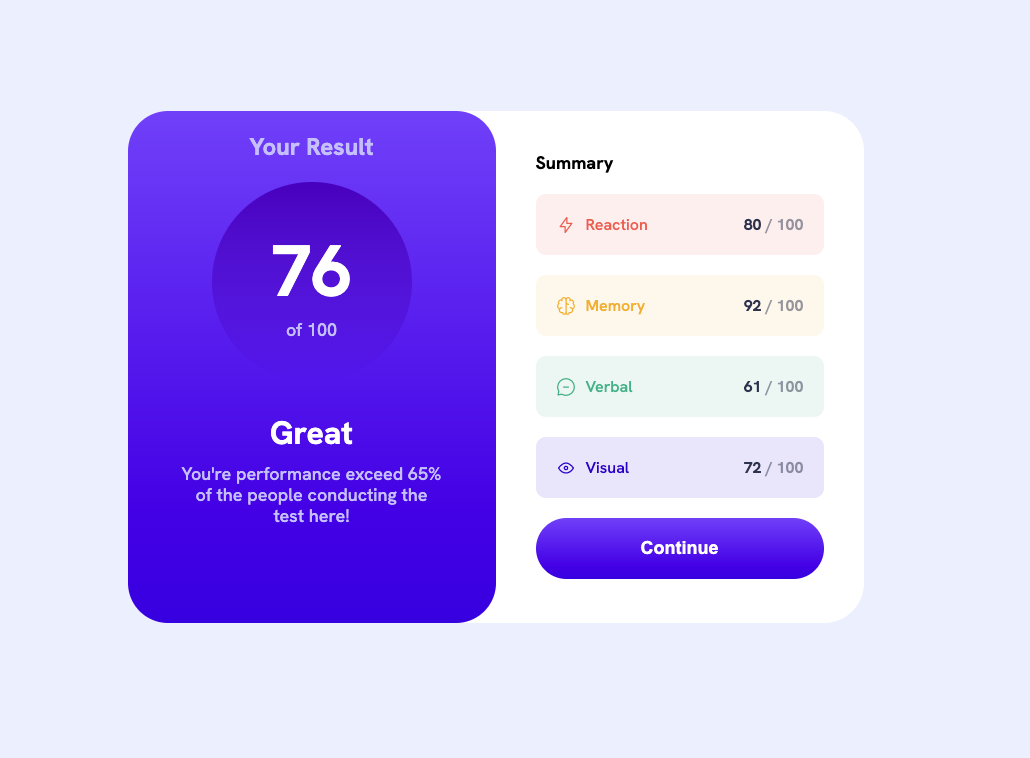 Your Result
76
of 100
Great
You're performance exceed 65%
of the people conducting the
test here!
Summary
Reaction 80 / 100
Memory 92 / 100
Verbal 61 / 100
Visual 72 / 100
Continue